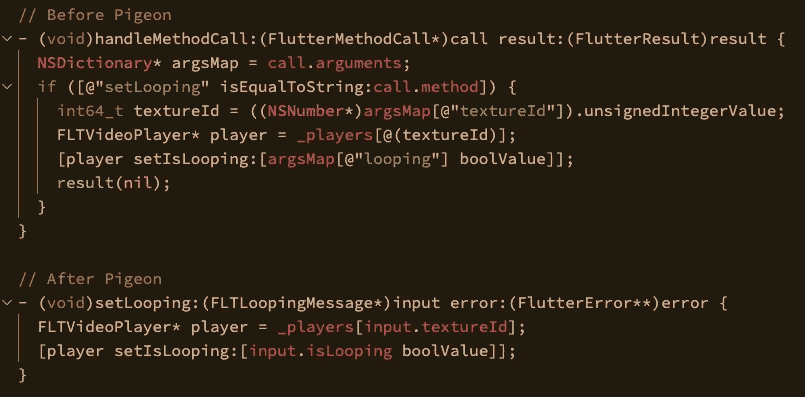 // Before Pigeon
- (void)handleMethodCall:(FlutterMethodCall*)call result:(FlutterResult)result {
NSDictionary* argsMap = call.arguments;
if ([@"setLooping" isEqualToString:call.method]) {
int64_t textureId = ((NSNumber*)argsMap[@"textureId"]).unsignedIntegerValue;
FLTVideoPlayer* player = _players[@(textureId)];
[player setIsLooping:[argsMap[@"looping"] boolValue]];
result(nil);
}
}
// After Pigeon
- (void)setLooping:(FLTLoopingMessage*)input error:(FlutterError**)error {
FLTVideoPlayer* player = _players[input.textureId];
[player setIsLooping:[input.isLooping boolValue]];
}